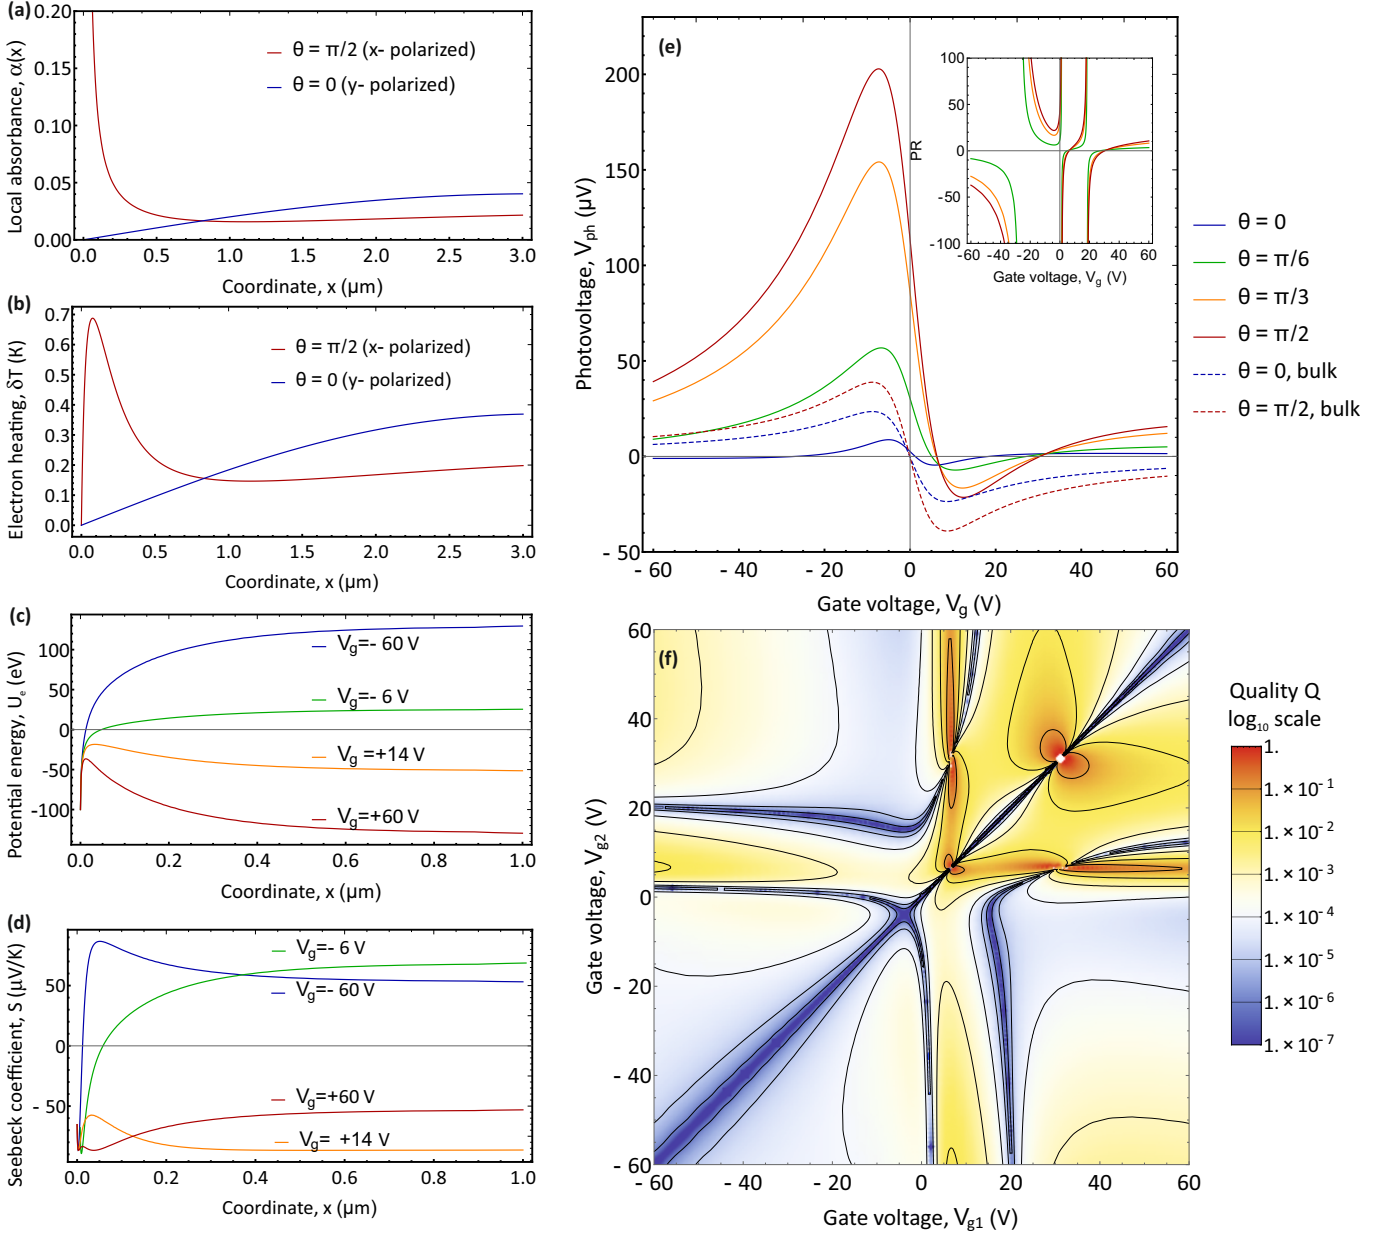 (a)
0.20
0.15
0.10
0.05
0.00
Local absorbance, α(x)
θ = π/2 (x- polarized)
θ = 0 (y- polarized)
0.0 0.5 1.0 1.5 2.0 2.5 3.0
Coordinate, x (μm)
(b)
0.7
0.6
0.5
0.4
0.3
0.2
0.1
0.0
Electron heating, δT (K)
θ = π/2 (x- polarized)
θ = 0 (y- polarized)
0.0 0.5 1.0 1.5 2.0 2.5 3.0
Coordinate, x (μm)
(c)
100
50
0
-50
-100
Potential energy, Ue (eV)
Vg=- 60 V
Vg=- 6 V
Vg =+14 V
Vg=+60 V
0.0 0.2 0.4 0.6 0.8 1.0
Coordinate, x (μm)
(d)
50
0
- 50
Seebeck coefficient, S (μV/K)
Vg=- 6 V
Vg=- 60 V
Vg=+60 V
Vg= +14 V
0.0 0.2 0.4 0.6 0.8 1.0
Coordinate, x (μm)
(e)
200
150
100
50
0
- 50
Photovoltage, Vph (μV)
- 60 - 40 - 20 0 20 40 60
Gate voltage, Vg (V)
100
50
0
-50
-100
PR
-60 -40 -20 0 20 40 60
Gate voltage, Vg (V)
θ = 0
θ = π/6
θ = π/3
θ = π/2
θ = 0, bulk
θ = π/2, bulk
(f)
60
40
20
0
- 20
- 40
- 60
Gate voltage, Vg2 (V)
- 60 - 40 - 20 0 20 40 60
Gate voltage, Vg1 (V)
Quality Q
log10 scale
1.
1. × 10-1
1. × 10-2
1. × 10-3
1. × 10-4
1. × 10-5
1. × 10-6
1. × 10-7